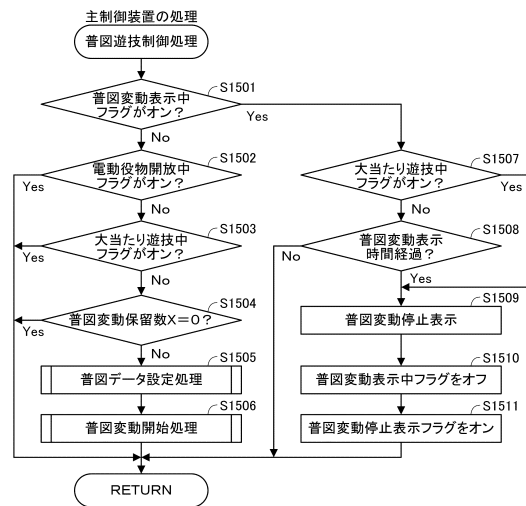 主制御装置の処理
普図遊技制御処理
S1501
普図変動表示中
フラグがオン？
Yes
No
S1502
電動役物開放中
フラグがオン？
Yes
No
S1503
大当たり遊技中
フラグがオン？
Yes
No
S1504
普図変動保留数X＝0？
Yes
No
S1505
普図データ設定処理
S1506
普図変動開始処理
S1507
大当たり遊技中
フラグがオン？
Yes
No
S1508
普図変動表示
時間経過？
No
Yes
S1509
普図変動停止表示
S1510
普図変動表示中フラグをオフ
S1511
普図変動停止表示フラグをオン
RETURN